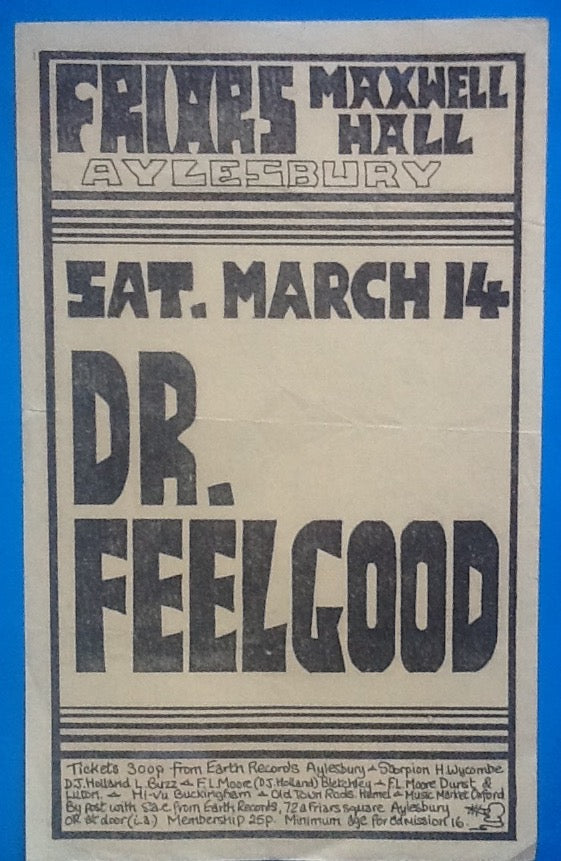 FRIARS MAXWELL HALL
AYLESBURY
SAT. MARCH 14
DR.
FEELGOOD
Tickets 300p from Earth Records Aylesbury Scorpion H. Wycombe
D.J. Holland L. Buzz F.L. Moore (D.J. Holland) Bletchley F.L. Moore Dunst &
Luton, Hi-Vu Buckingham Old Town Rcds. Hemel Music Market Oxford
By post with s.a.e. from Earth Records, 72a Friars Square Aylesbury
OR at door (i.a.) Membership 25p. Minimum age for admission 16.